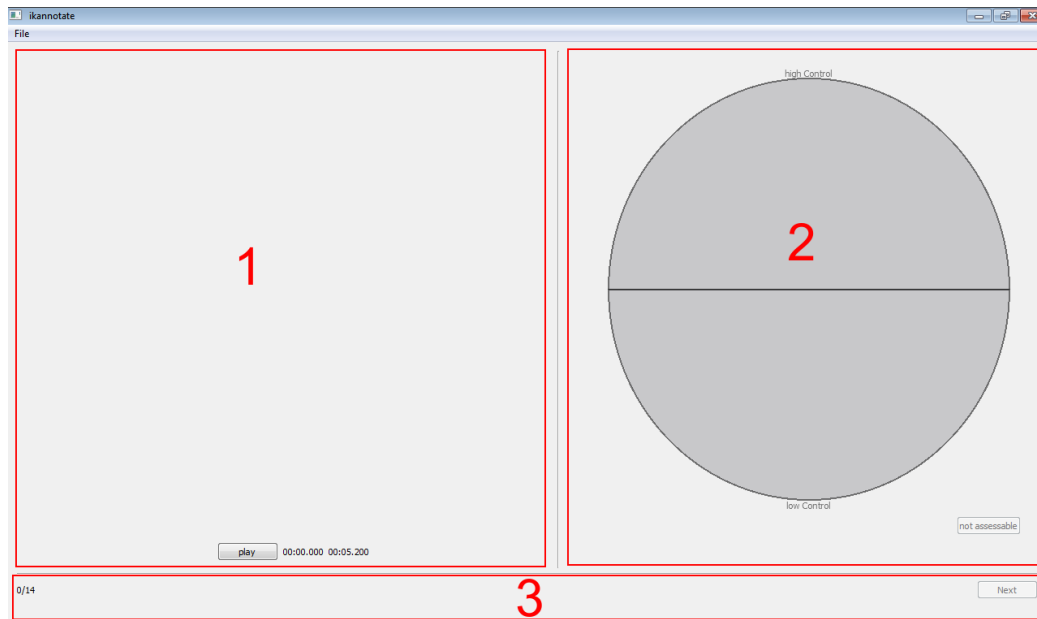 ikannotate
File
high Control
1
2
low Control
not assessable
play 00:00.000 00:05.200
0/14
3
Next